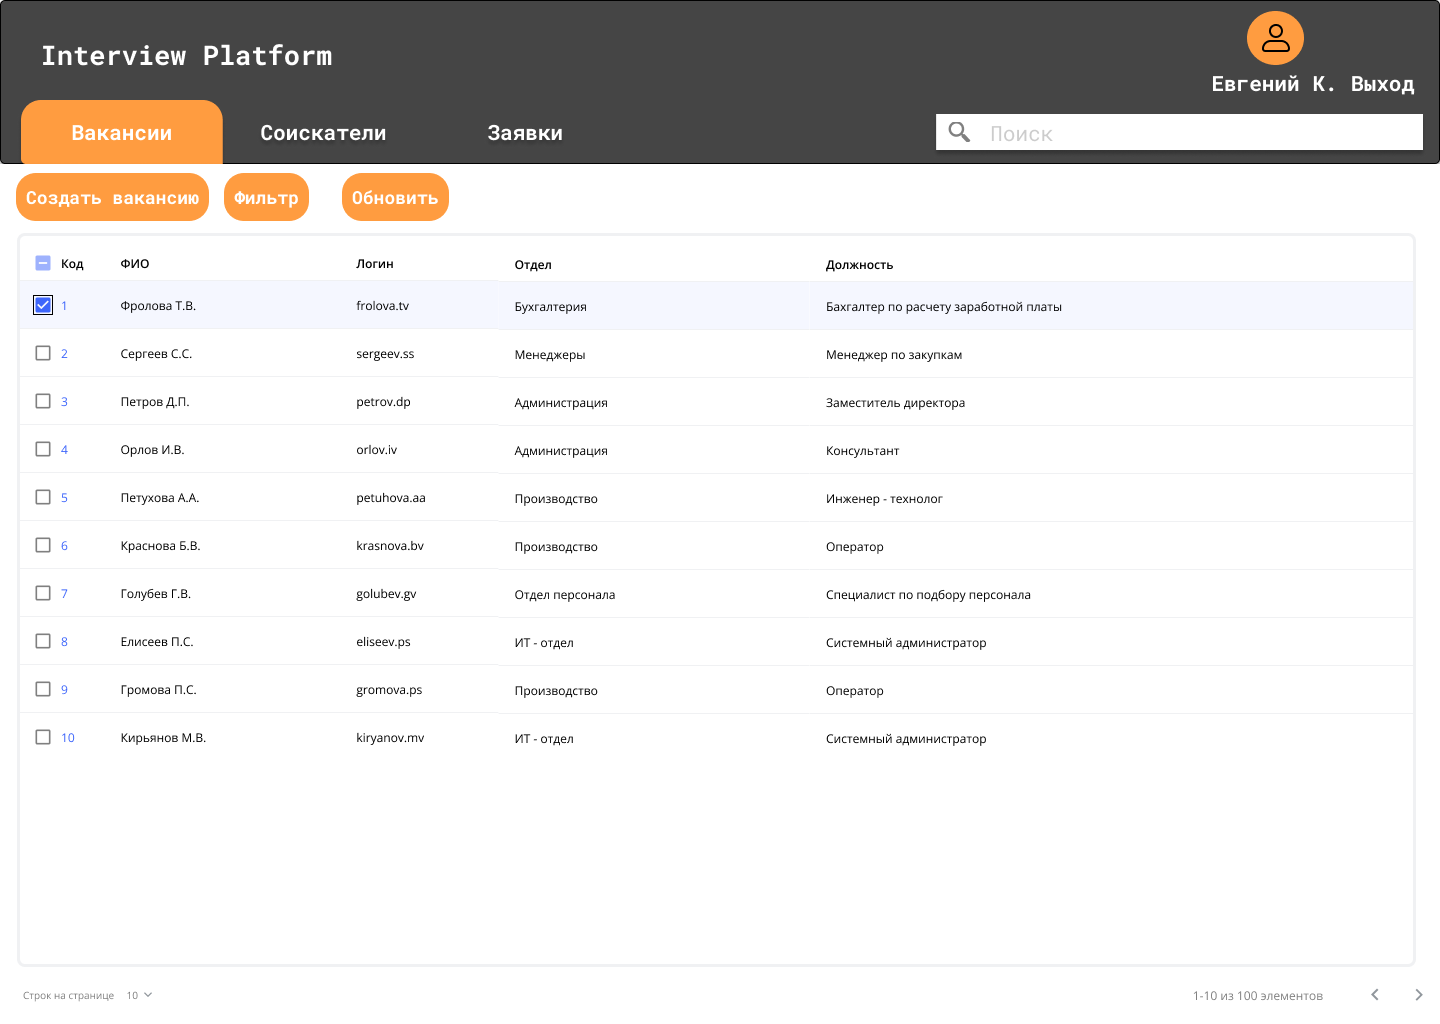 Interview Platform
Евгений К. Выход
Вакансии Соискатели Заявки Поиск
Создать вакансию Фильтр Обновить
Код ФИО Логин Отдел Должность
1 Фролова Т.В. frolova.tv Бухгалтерия Бахгалтер по расчету заработной платы
2 Сергеев С.С. sergeev.ss Менеджеры Менеджер по закупкам
3 Петров Д.П. petrov.dp Администрация Заместитель директора
4 Орлов И.В. orlov.iv Администрация Консультант
5 Петухова А.А. petuhova.aa Производство Инженер - технолог
6 Краснова Б.В. krasnova.bv Производство Оператор
7 Голубев Г.В. golubev.gv Отдел персонала Специалист по подбору персонала
8 Елисеев П.С. eliseev.ps ИТ - отдел Системный администратор
9 Громова П.С. gromova.ps Производство Оператор
10 Кирьянов М.В. kiryanov.mv ИТ - отдел Системный администратор
Строк на странице 10 1-10 из 100 элементов